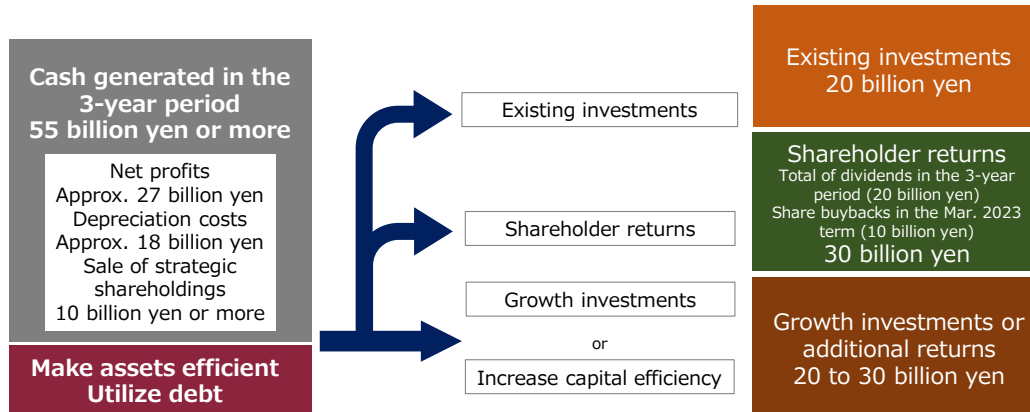 Cash generated in the
3-year period
55 billion yen or more
Net profits
Approx. 27 billion yen
Depreciation costs
Approx. 18 billion yen
Sale of strategic
shareholdings
10 billion yen or more
Make assets efficient
Utilize debt
Existing investments
Shareholder returns
Growth investments
or
Increase capital efficiency
Existing investments
20 billion yen
Shareholder returns
Total of dividends in the 3-year
period (20 billion yen)
Share buybacks in the Mar. 2023
term (10 billion yen)
30 billion yen
Growth investments or
additional returns
20 to 30 billion yen